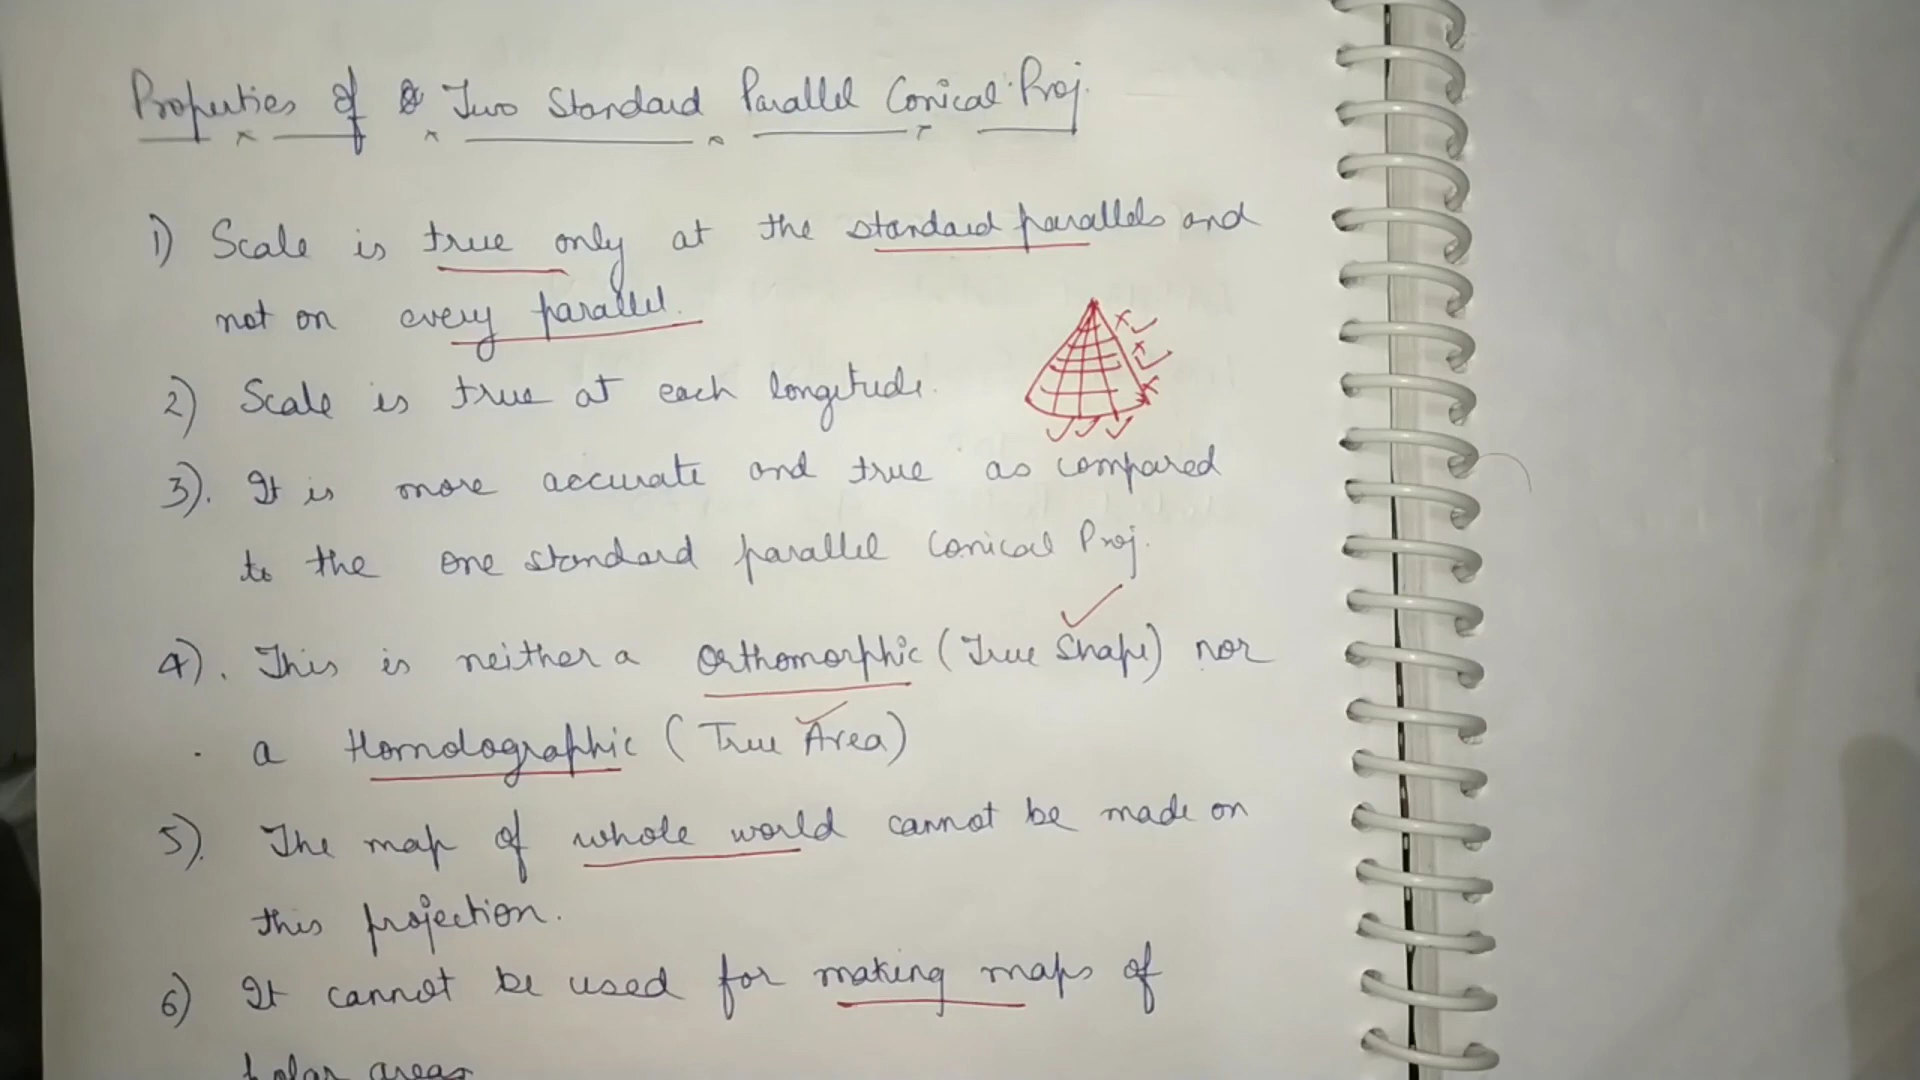 Properties of Two Standard Parallel Conical Proj.
1) Scale is true only at the standard parallels and
not on every parallel.
2) Scale is true at each longitude.
3). It is more accurate and true as compared
to the one standard parallel Conical Proj.
4). This is neither a Orthomorphic (True Shape) nor
a Homolographic (True Area)
5). The map of whole world cannot be made on
this projection.
6) It cannot be used for making maps of
polar areas